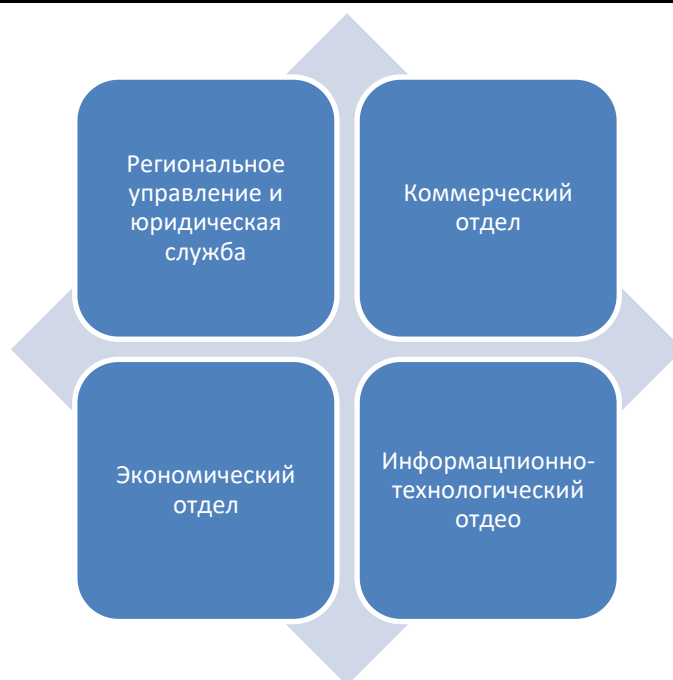 Региональное
управление и
юридическая
служба
Коммерческий
отдел
Экономический
отдел
Информацпионно-
технологический
отдео